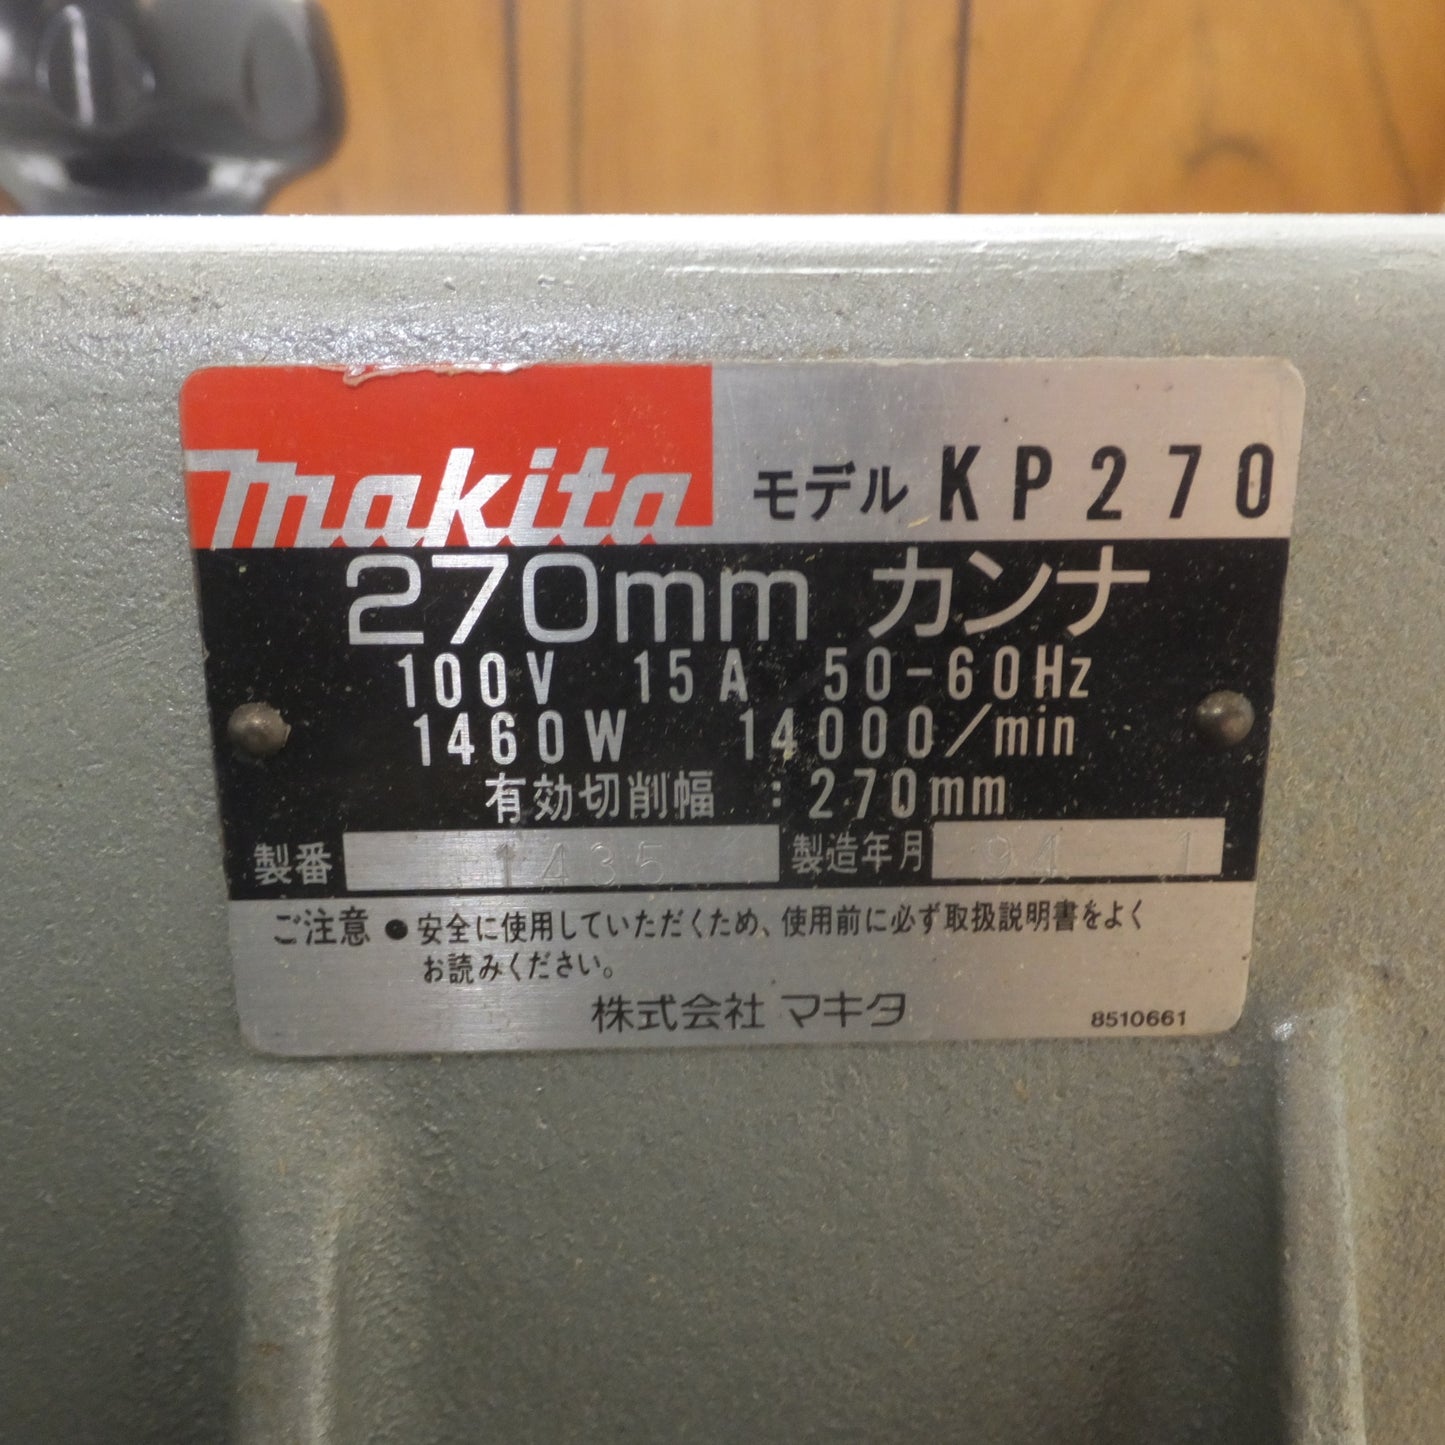 makita モデル KP270
270mm カンナ
100V 15A 50-60Hz
1460W 14000/min
有効切削幅 : 270mm
製番 1435 製造年月 94 1
ご注意 ●安全に使用していただくため、使用前に必ず取扱説明書をよく
お読みください。
株式会社 マキタ 8510661